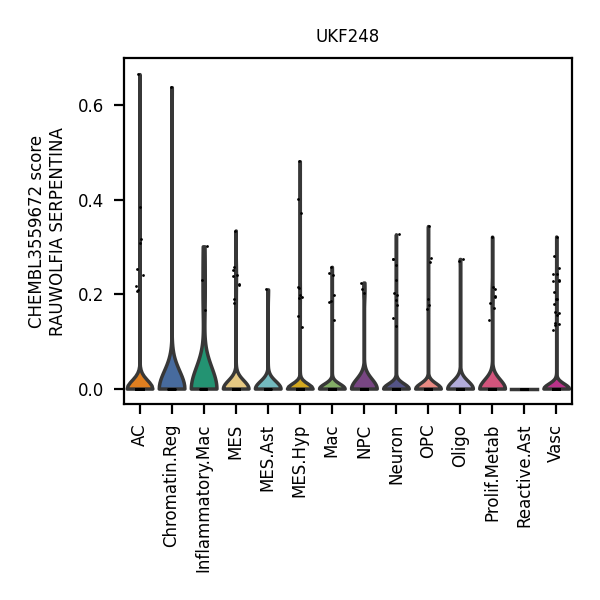 UKF248
CHEMBL3559672 score
RAUWOLFIA SERPENTINA
0.6
0.4
0.2
0.0
AC
Chromatin.Reg
Inflammatory.Mac
MES
MES.Ast
MES.Hyp
Mac
NPC
Neuron
OPC
Oligo
Prolif.Metab
Reactive.Ast
Vasc